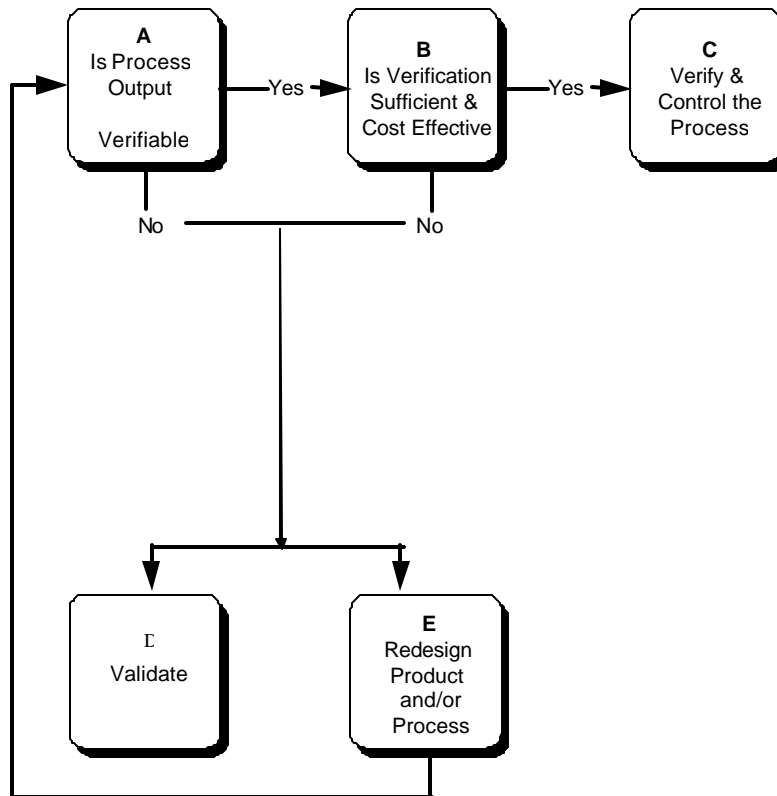 A
Is Process
Output
Verifiable
Yes
B
Is Verification
Sufficient &
Cost Effective
Yes
C
Verify &
Control the
Process
No
No
Validate
E
Redesign
Product
and/or
Process